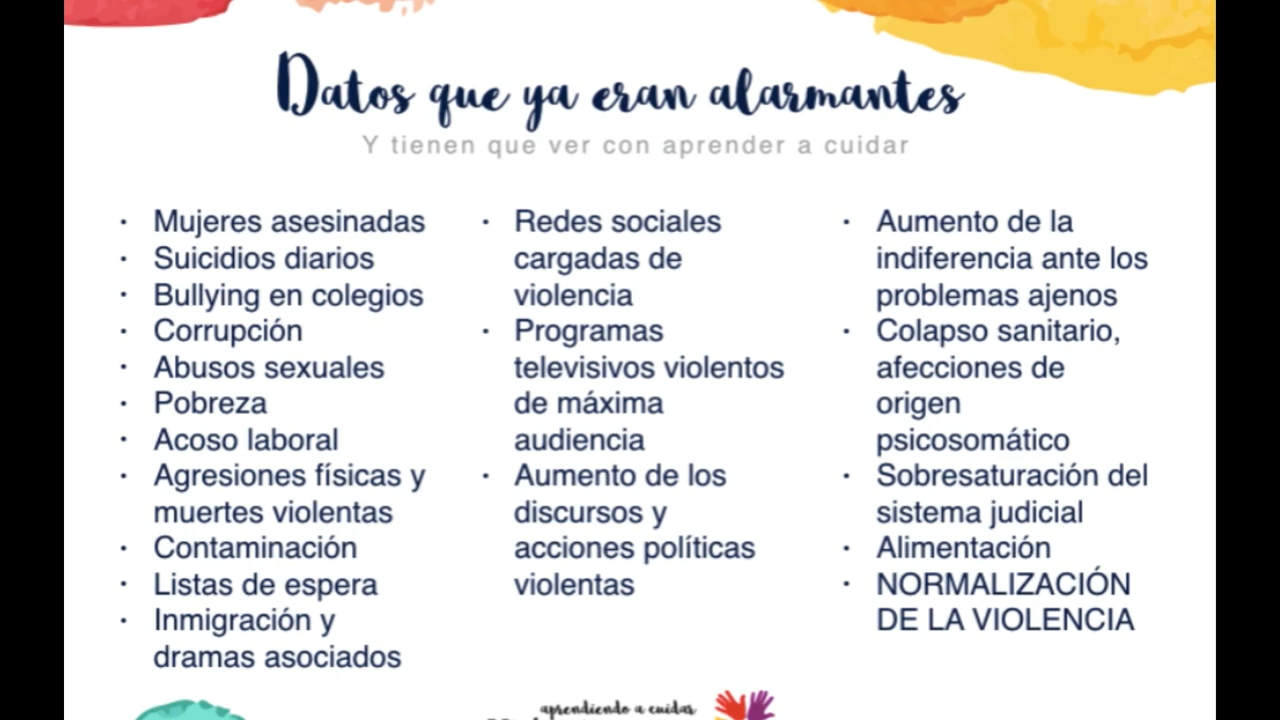 Datos que ya eran alarmantes
Y tienen que ver con aprender a cuidar
· Mujeres asesinadas
· Suicidios diarios
· Bullying en colegios
· Corrupción
· Abusos sexuales
· Pobreza
· Acoso laboral
· Agresiones físicas y
muertes violentas
· Contaminación
· Listas de espera
· Inmigración y
dramas asociados
· Redes sociales
cargadas de
violencia
· Programas
televisivos violentos
de máxima
audiencia
· Aumento de los
discursos y
acciones políticas
violentas
· Aumento de la
indiferencia ante los
problemas ajenos
· Colapso sanitario,
afecciones de
origen
psicosomático
· Sobresaturación del
sistema judicial
· Alimentación
· NORMALIZACIÓN
DE LA VIOLENCIA
aprendiendo a cuidar